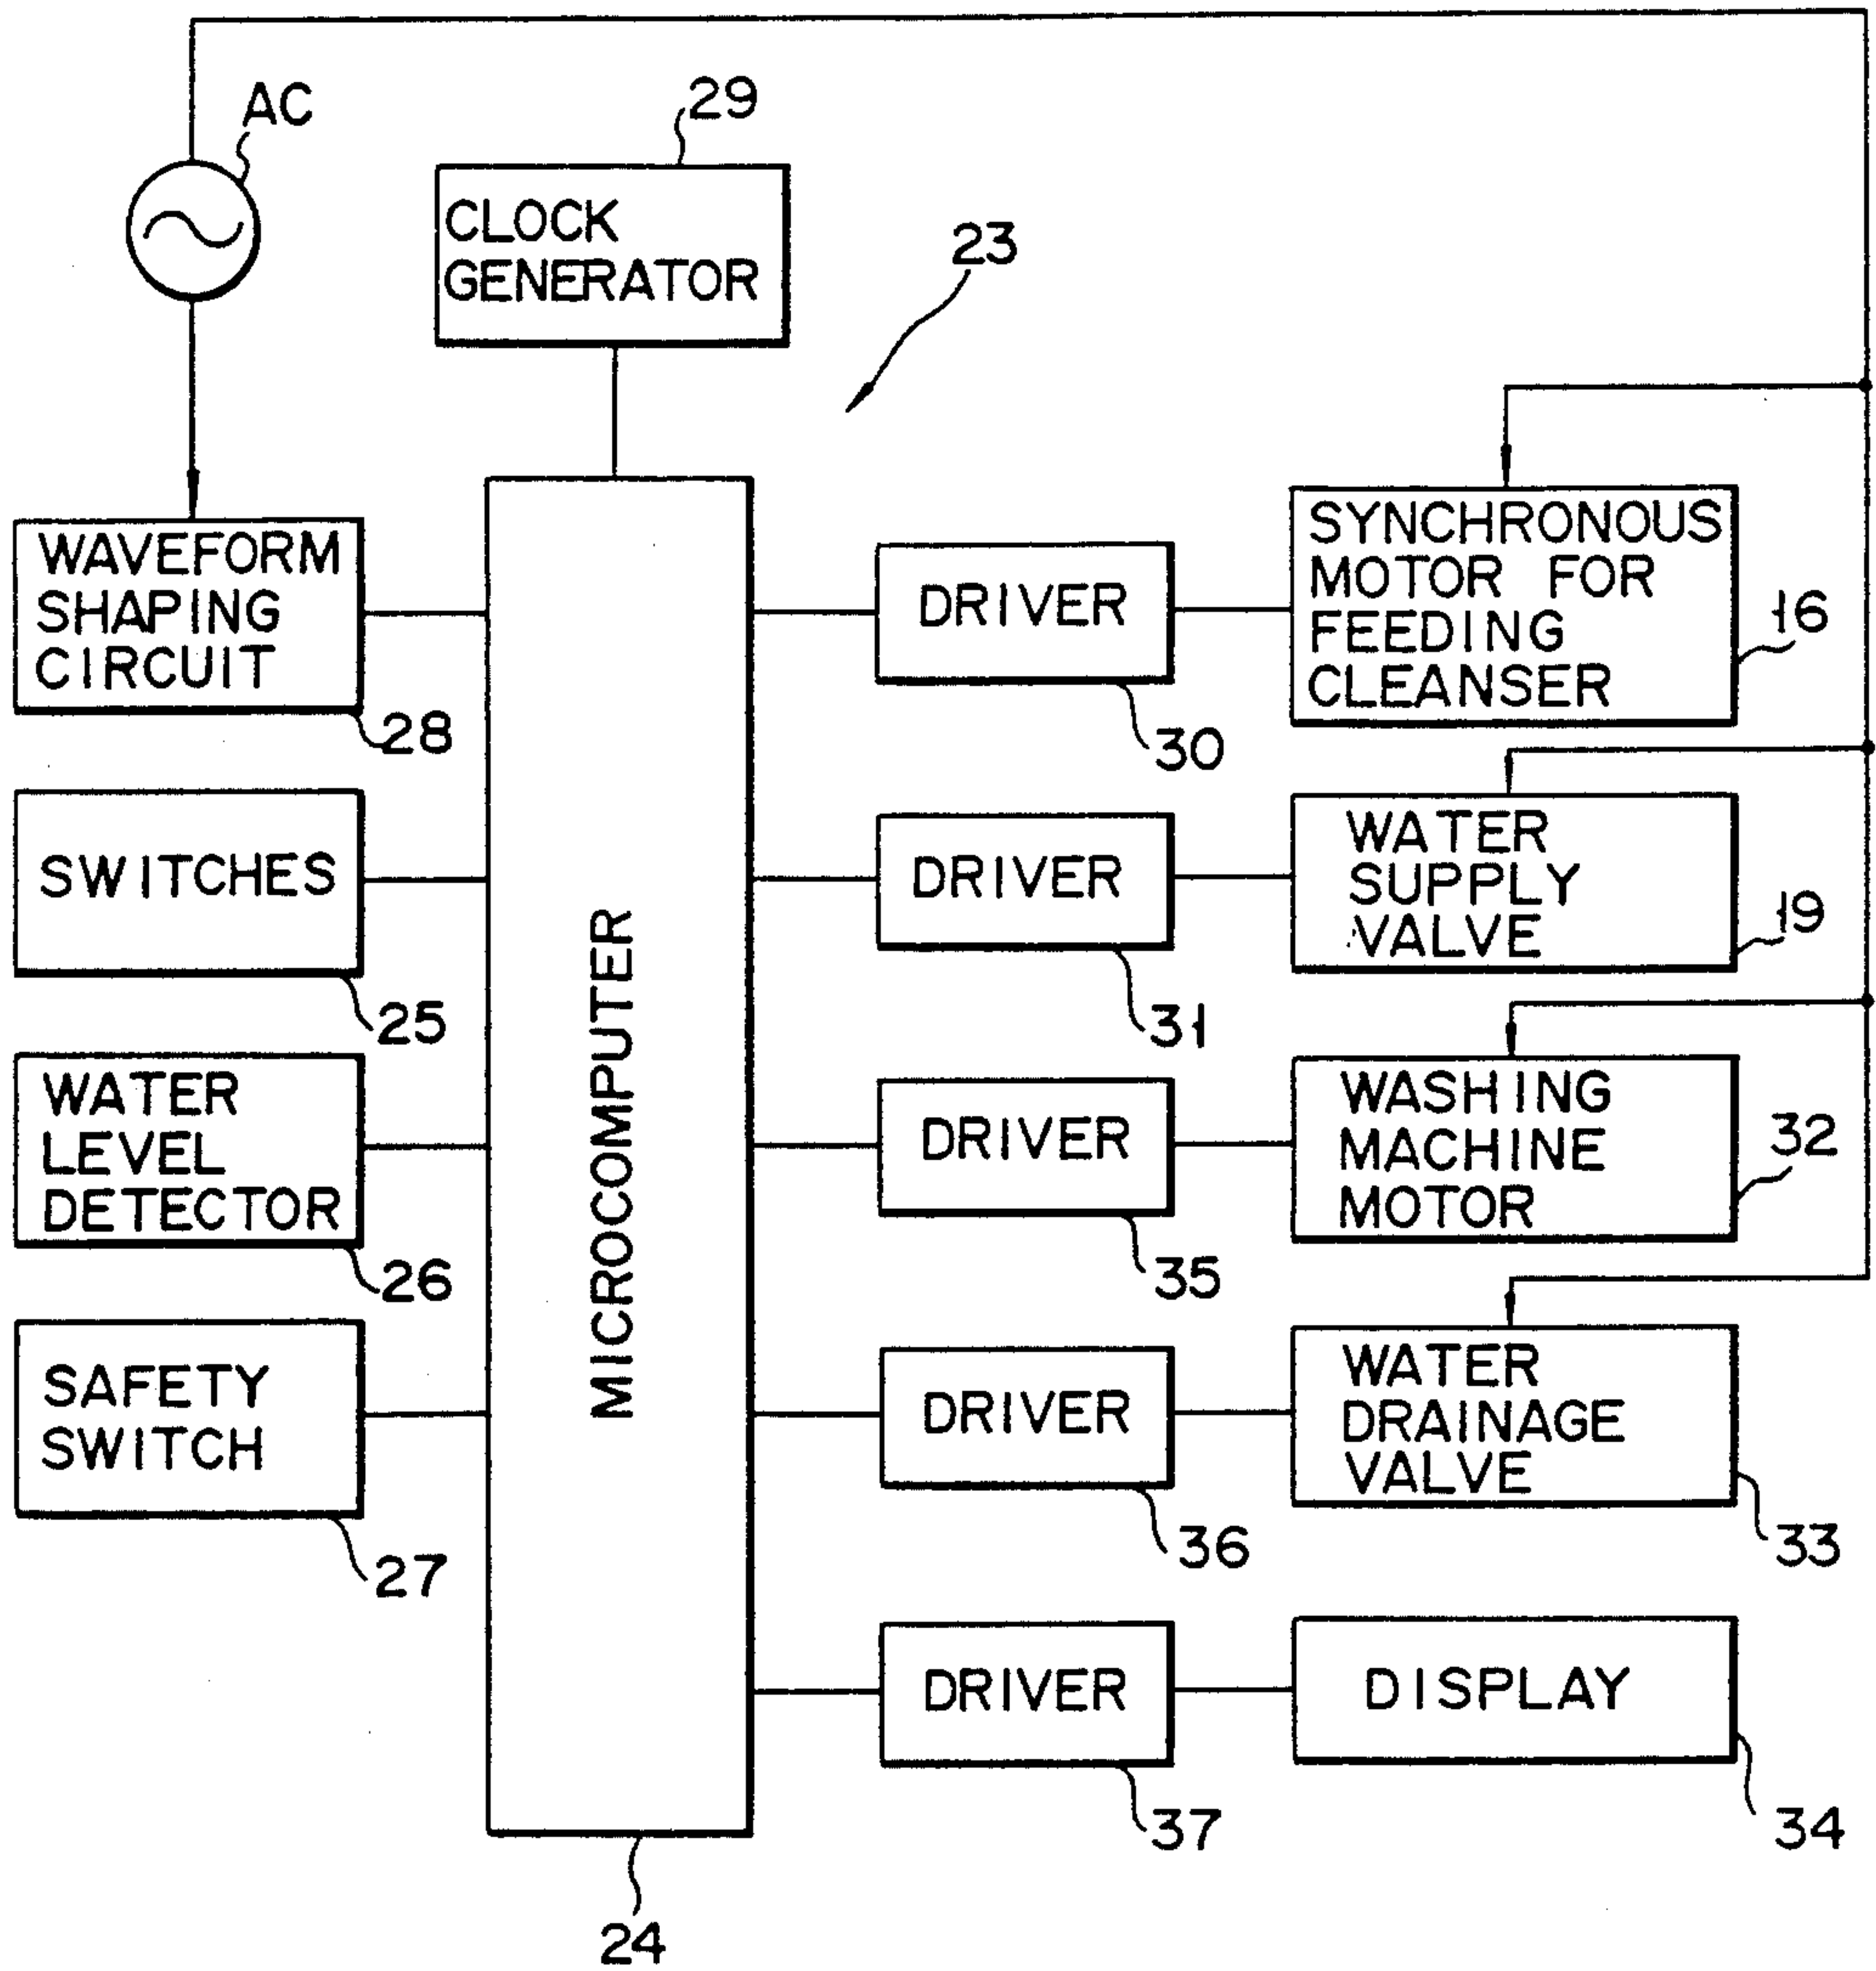 AC
29
CLOCK
GENERATOR
23
WAVEFORM
SHAPING
CIRCUIT
28
DRIVER
30
SYNCHRONOUS
MOTOR FOR
FEEDING
CLEANSER
16
SWITCHES
25
DRIVER
31
WATER
SUPPLY
VALVE
19
MICROCOMPUTER
WATER
LEVEL
DETECTOR
26
DRIVER
35
WASHING
MACHINE
MOTOR
32
SAFETY
SWITCH
27
DRIVER
36
WATER
DRAINAGE
VALVE
33
DRIVER
37
DISPLAY
34
24